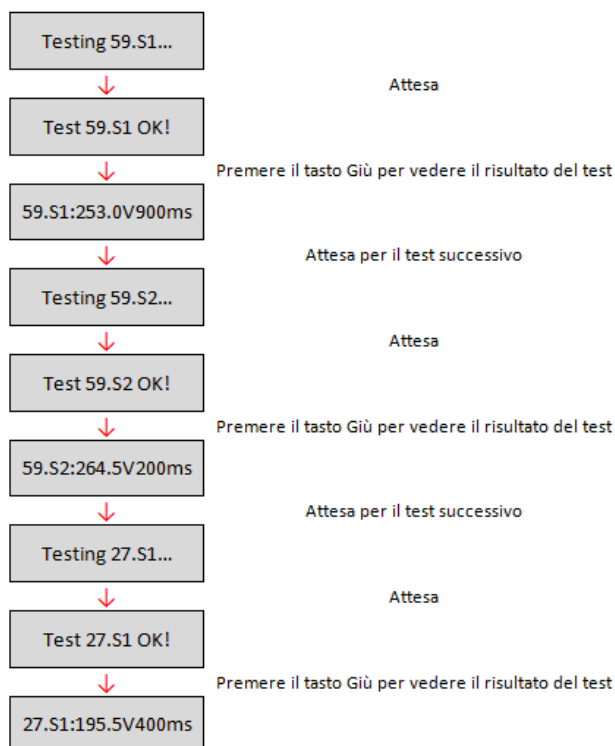 Testing 59.S1...
Attesa
Test 59.S1 OK!
Premere il tasto Giù per vedere il risultato del test
59.S1:253.0V900ms
Attesa per il test successivo
Testing 59.S2...
Attesa
Test 59.S2 OK!
Premere il tasto Giù per vedere il risultato del test
59.S2:264.5V200ms
Attesa per il test successivo
Testing 27.S1...
Attesa
Test 27.S1 OK!
Premere il tasto Giù per vedere il risultato del test
27.S1:195.5V400ms